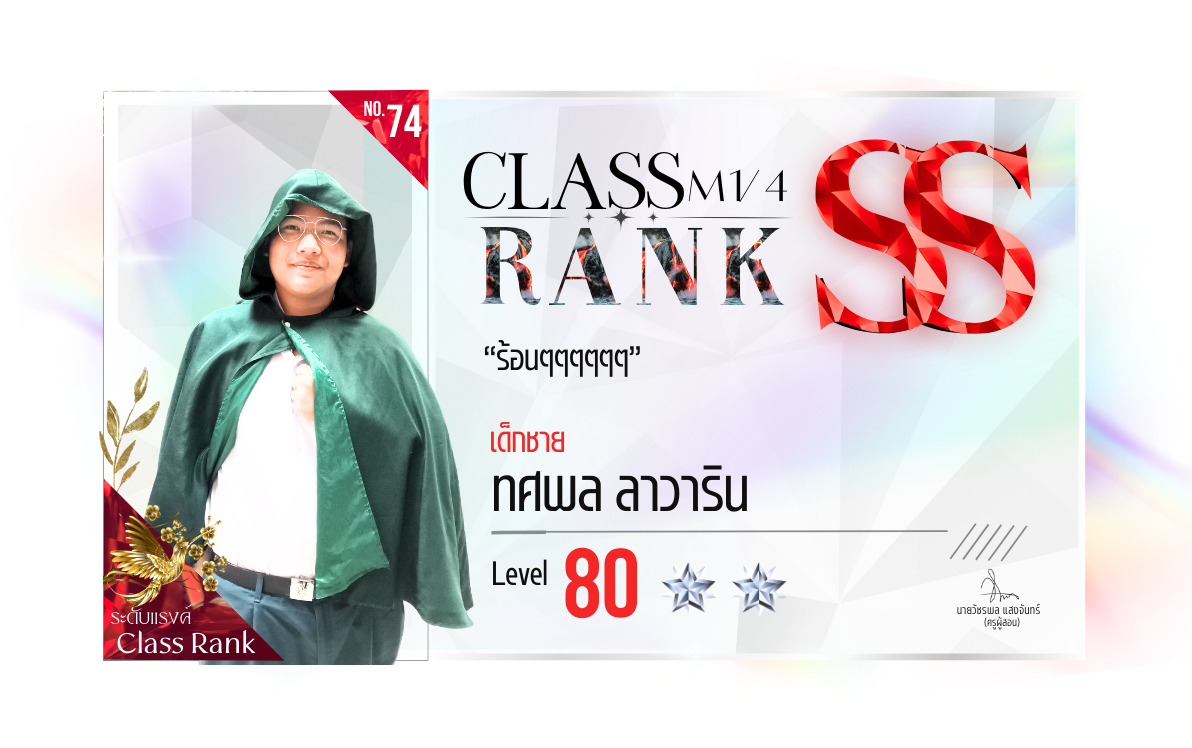 NO. 74
CLASS M1/4
RANK
SS
“ร้อนๆๆๆๆๆๆ”
เด็กชาย
ทศพล ลาวาริน
Level 80
นายวัชรพล แสงจันทร์
(ครูผู้สอน)
ระดับแรงค์
Class Rank